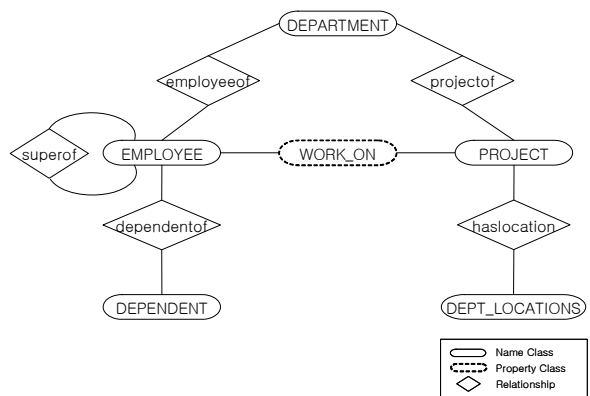 DEPARTMENT
employeeof
projectof
superof
EMPLOYEE
WORK_ON
PROJECT
dependentof
haslocation
DEPENDENT
DEPT_LOCATIONS
Name Class
Property Class
Relationship